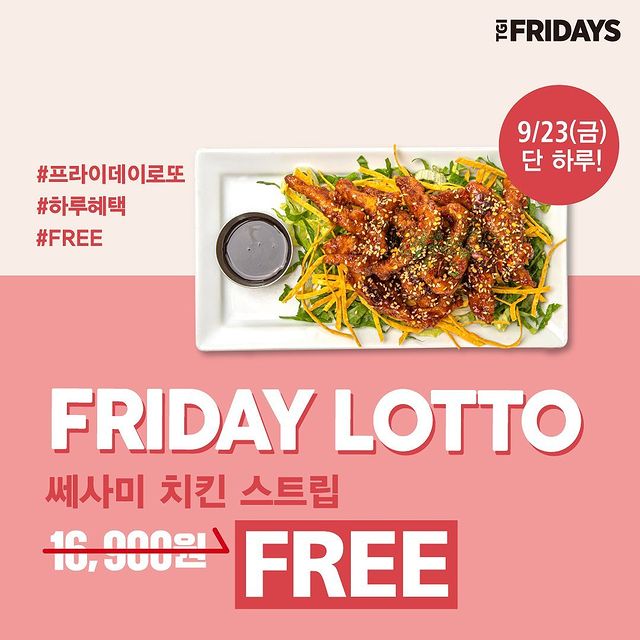 TGI FRIDAYS
9/23(금)
단 하루!
#프라이데이로또
#하루혜택
#FREE
FRIDAY LOTTO
쎄사미 치킨 스트립
16,900원
FREE